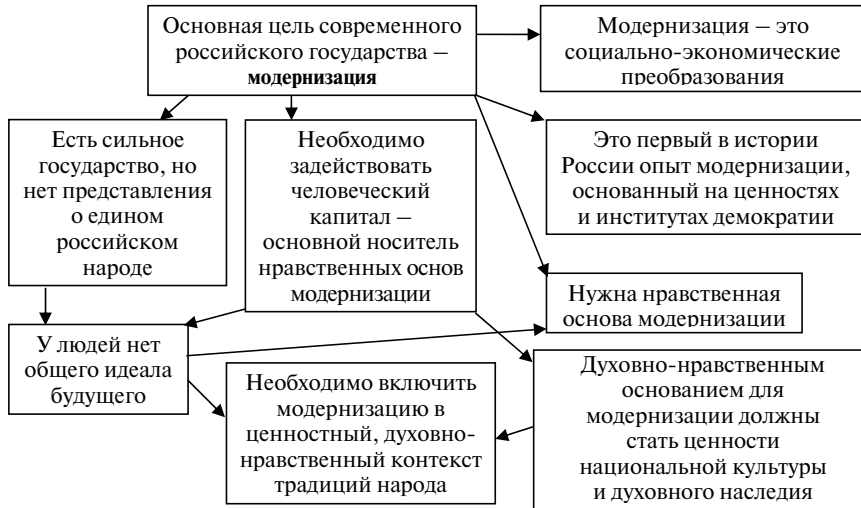 Основная цель современного
российского государства –
модернизация
Модернизация – это
социально-экономические
преобразования
Есть сильное
государство, но
нет представления
о едином
российском
народе
Необходимо
задействовать
человеческий
капитал –
основной носитель
нравственных основ
модернизации
Это первый в истории
России опыт модернизации,
основанный на ценностях
и институтах демократии
Нужна нравственная
основа модернизации
У людей нет
общего идеала
будущего
Необходимо включить
модернизацию в
ценностный, духовно-
нравственный контекст
традиций народа
Духовно-нравственным
основанием для
модернизации должны
стать ценности
национальной культуры
и духовного наследия